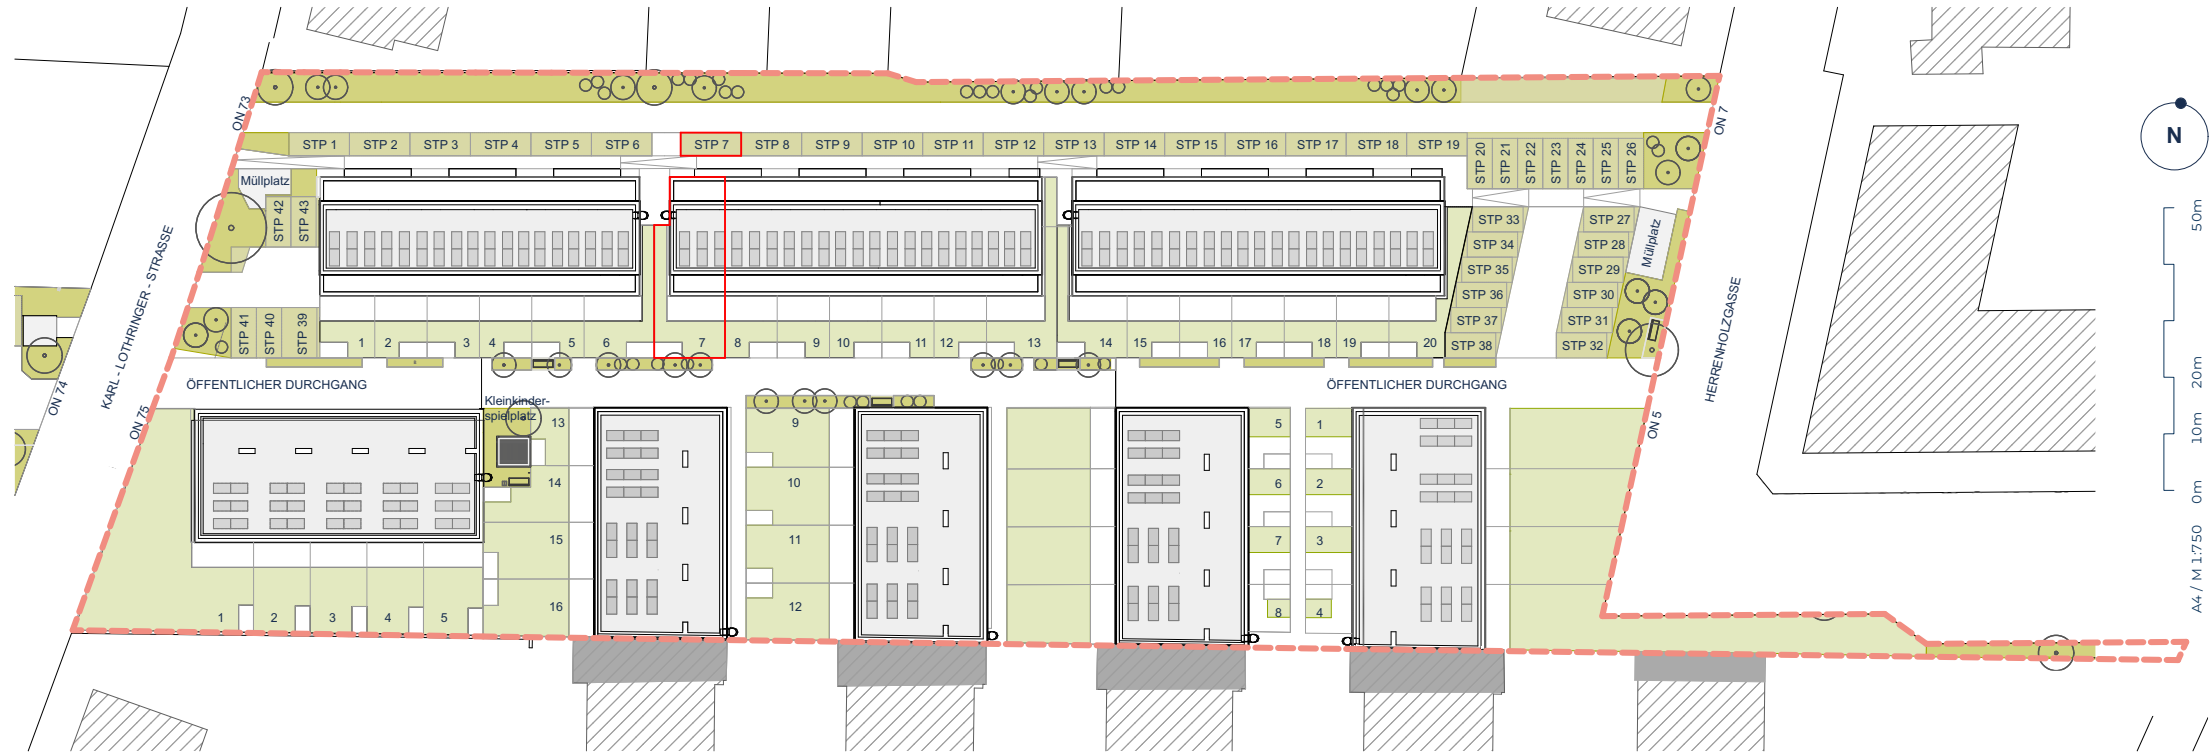 ON 73
ON 7
STP 1 STP 2 STP 3 STP 4 STP 5 STP 6 STP 7 STP 8 STP 9 STP 10 STP 11 STP 12 STP 13 STP 14 STP 15 STP 16 STP 17 STP 18 STP 19
STP 20
STP 21
STP 22
STP 23
STP 24
STP 25
STP 26
N
Müllplatz
STP 42
STP 43
STP 33
STP 34
STP 35
STP 36
STP 37
STP 38
STP 27
STP 28
STP 29
STP 30
STP 31
STP 32
Müllplatz
KARL - LOTHRINGER - STRASSE
HERRENHOLZGASSE
STP 41
STP 40
STP 39
1 2 3 4 5 6 7 8 9 10 11 12 13 14 15 16 17 18 19 20
ÖFFENTLICHER DURCHGANG
ÖFFENTLICHER DURCHGANG
ON 74
ON 75
ON 5
Kleinkinder-
spielplatz
13
14
15
16
9
10
11
12
5 1
6 2
7 3
8 4
1 2 3 4 5
50m
20m
10m
0m
A4 / M 1:750